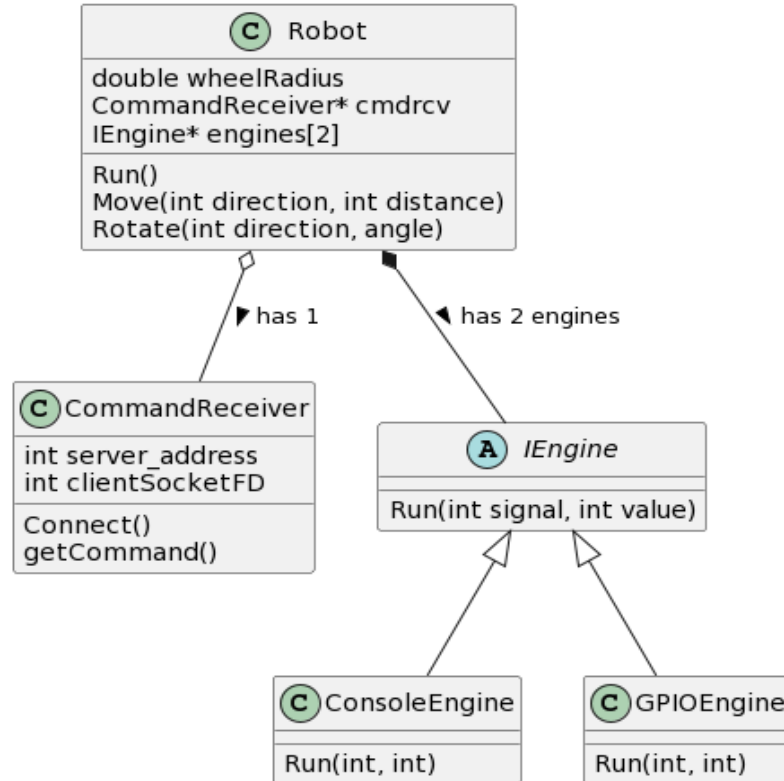 C Robot
double wheelRadius
CommandReceiver* cmdrcv
IEngine* engines[2]
Run()
Move(int direction, int distance)
Rotate(int direction, angle)
has 1
has 2 engines
C CommandReceiver
int server_address
int clientSocketFD
Connect()
getCommand()
A IEngine
Run(int signal, int value)
C ConsoleEngine
Run(int, int)
C GPIOEngine
Run(int, int)